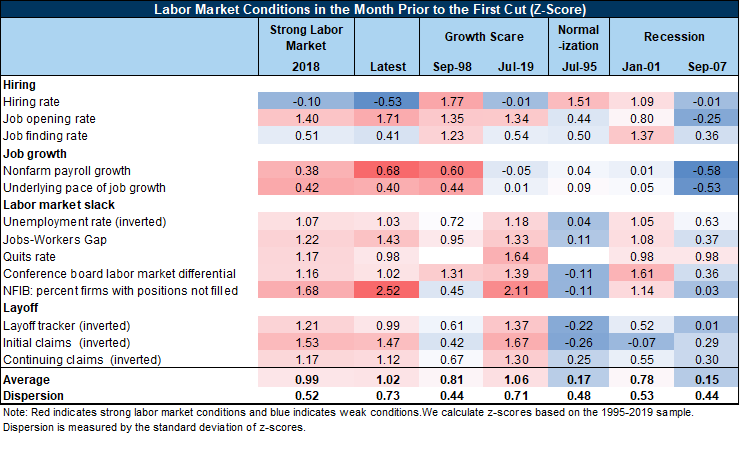 Labor Market Conditions in the Month Prior to the First Cut (Z-Score)
Strong Labor Market 2018 Latest Growth Scare Sep-98 Jul-19 Normal-ization Jul-95 Recession Jan-01 Sep-07
Hiring
Hiring rate -0.10 -0.53 1.77 -0.01 1.51 1.09 -0.01
Job opening rate 1.40 1.71 1.35 1.34 0.44 0.80 -0.25
Job finding rate 0.51 0.41 1.23 0.54 0.50 1.37 0.36
Job growth
Nonfarm payroll growth 0.38 0.68 0.60 -0.05 0.04 0.01 -0.58
Underlying pace of job growth 0.42 0.40 0.44 0.01 0.09 0.05 -0.53
Labor market slack
Unemployment rate (inverted) 1.07 1.03 0.72 1.18 0.04 1.05 0.63
Jobs-Workers Gap 1.22 1.43 0.95 1.33 0.11 1.08 0.37
Quits rate 1.17 0.98 1.64 0.98 0.98
Conference board labor market differential 1.16 1.02 1.31 1.39 -0.11 1.61 0.36
NFIB: percent firms with positions not filled 1.68 2.52 0.45 2.11 -0.11 1.14 0.03
Layoff
Layoff tracker (inverted) 1.21 0.99 0.61 1.37 -0.22 0.52 0.01
Initial claims (inverted) 1.53 1.47 0.42 1.67 -0.26 -0.07 0.29
Continuing claims (inverted) 1.17 1.12 0.67 1.30 0.25 0.55 0.30
Average 0.99 1.02 0.81 1.06 0.17 0.78 0.15
Dispersion 0.52 0.73 0.44 0.71 0.48 0.53 0.44
Note: Red indicates strong labor market conditions and blue indicates weak conditions.We calculate z-scores based on the 1995-2019 sample.
Dispersion is measured by the standard deviation of z-scores.